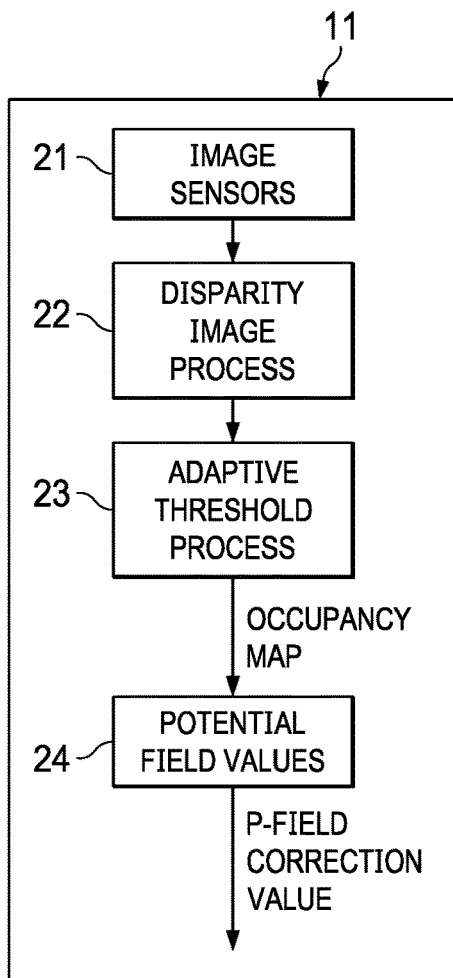 11
21
IMAGE
SENSORS
22
DISPARITY
IMAGE
PROCESS
23
ADAPTIVE
THRESHOLD
PROCESS
OCCUPANCY
MAP
24
POTENTIAL
FIELD VALUES
P-FIELD
CORRECTION
VALUE